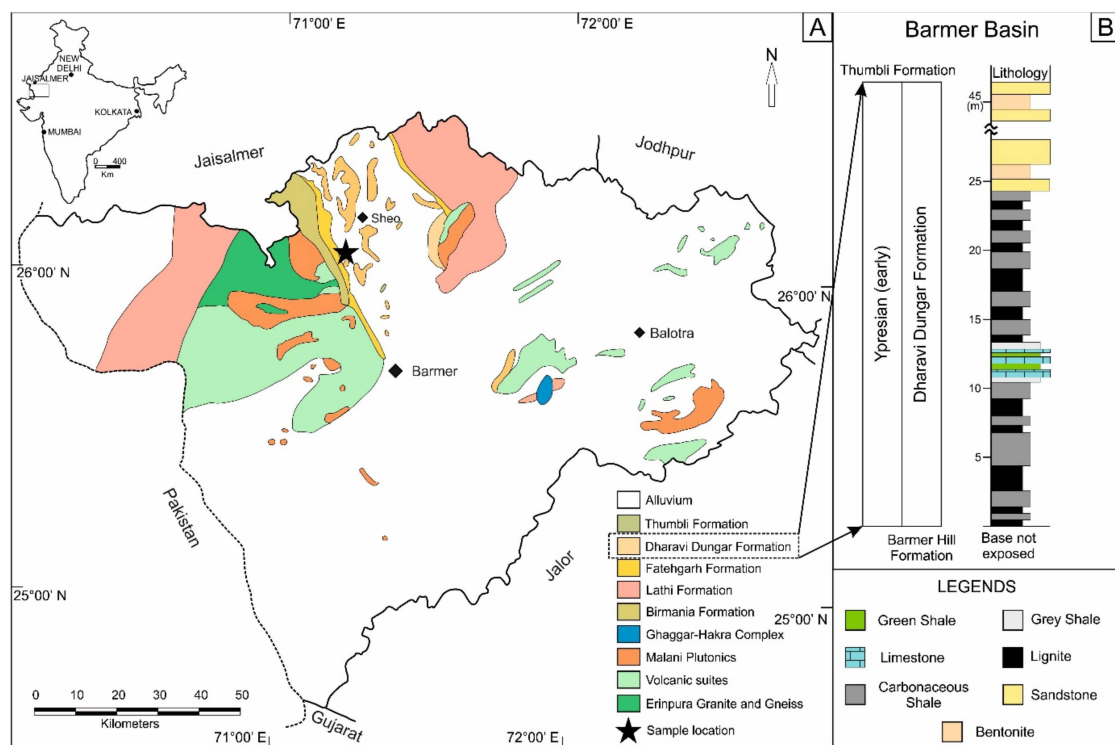 71°00' E
72°00' E
A
N
NEW
DELHI
JAISALMER
KOLKATA
MUMBAI
0 400
Km
Jaisalmer
Jodhpur
Sheo
26°00' N
26°00' N
Balotra
Barmer
Pakistan
Jalor
25°00' N
25°00' N
Gujarat
0 10 20 30 40 50
Kilometers
71°00' E
72°00' E
Alluvium
Thumbli Formation
Dharavi Dungar Formation
Fatehgarh Formation
Lathi Formation
Birmania Formation
Ghaggar-Hakra Complex
Malani Plutonics
Volcanic suites
Erinpura Granite and Gneiss
Sample location
B
Barmer Basin
Thumbli Formation
Lithology
45
(m)
25
20
15
10
5
Ypresian (early)
Dharavi Dungar Formation
Barmer Hill
Formation
Base not
exposed
LEGENDS
Green Shale
Grey Shale
Limestone
Lignite
Carbonaceous
Shale
Sandstone
Bentonite